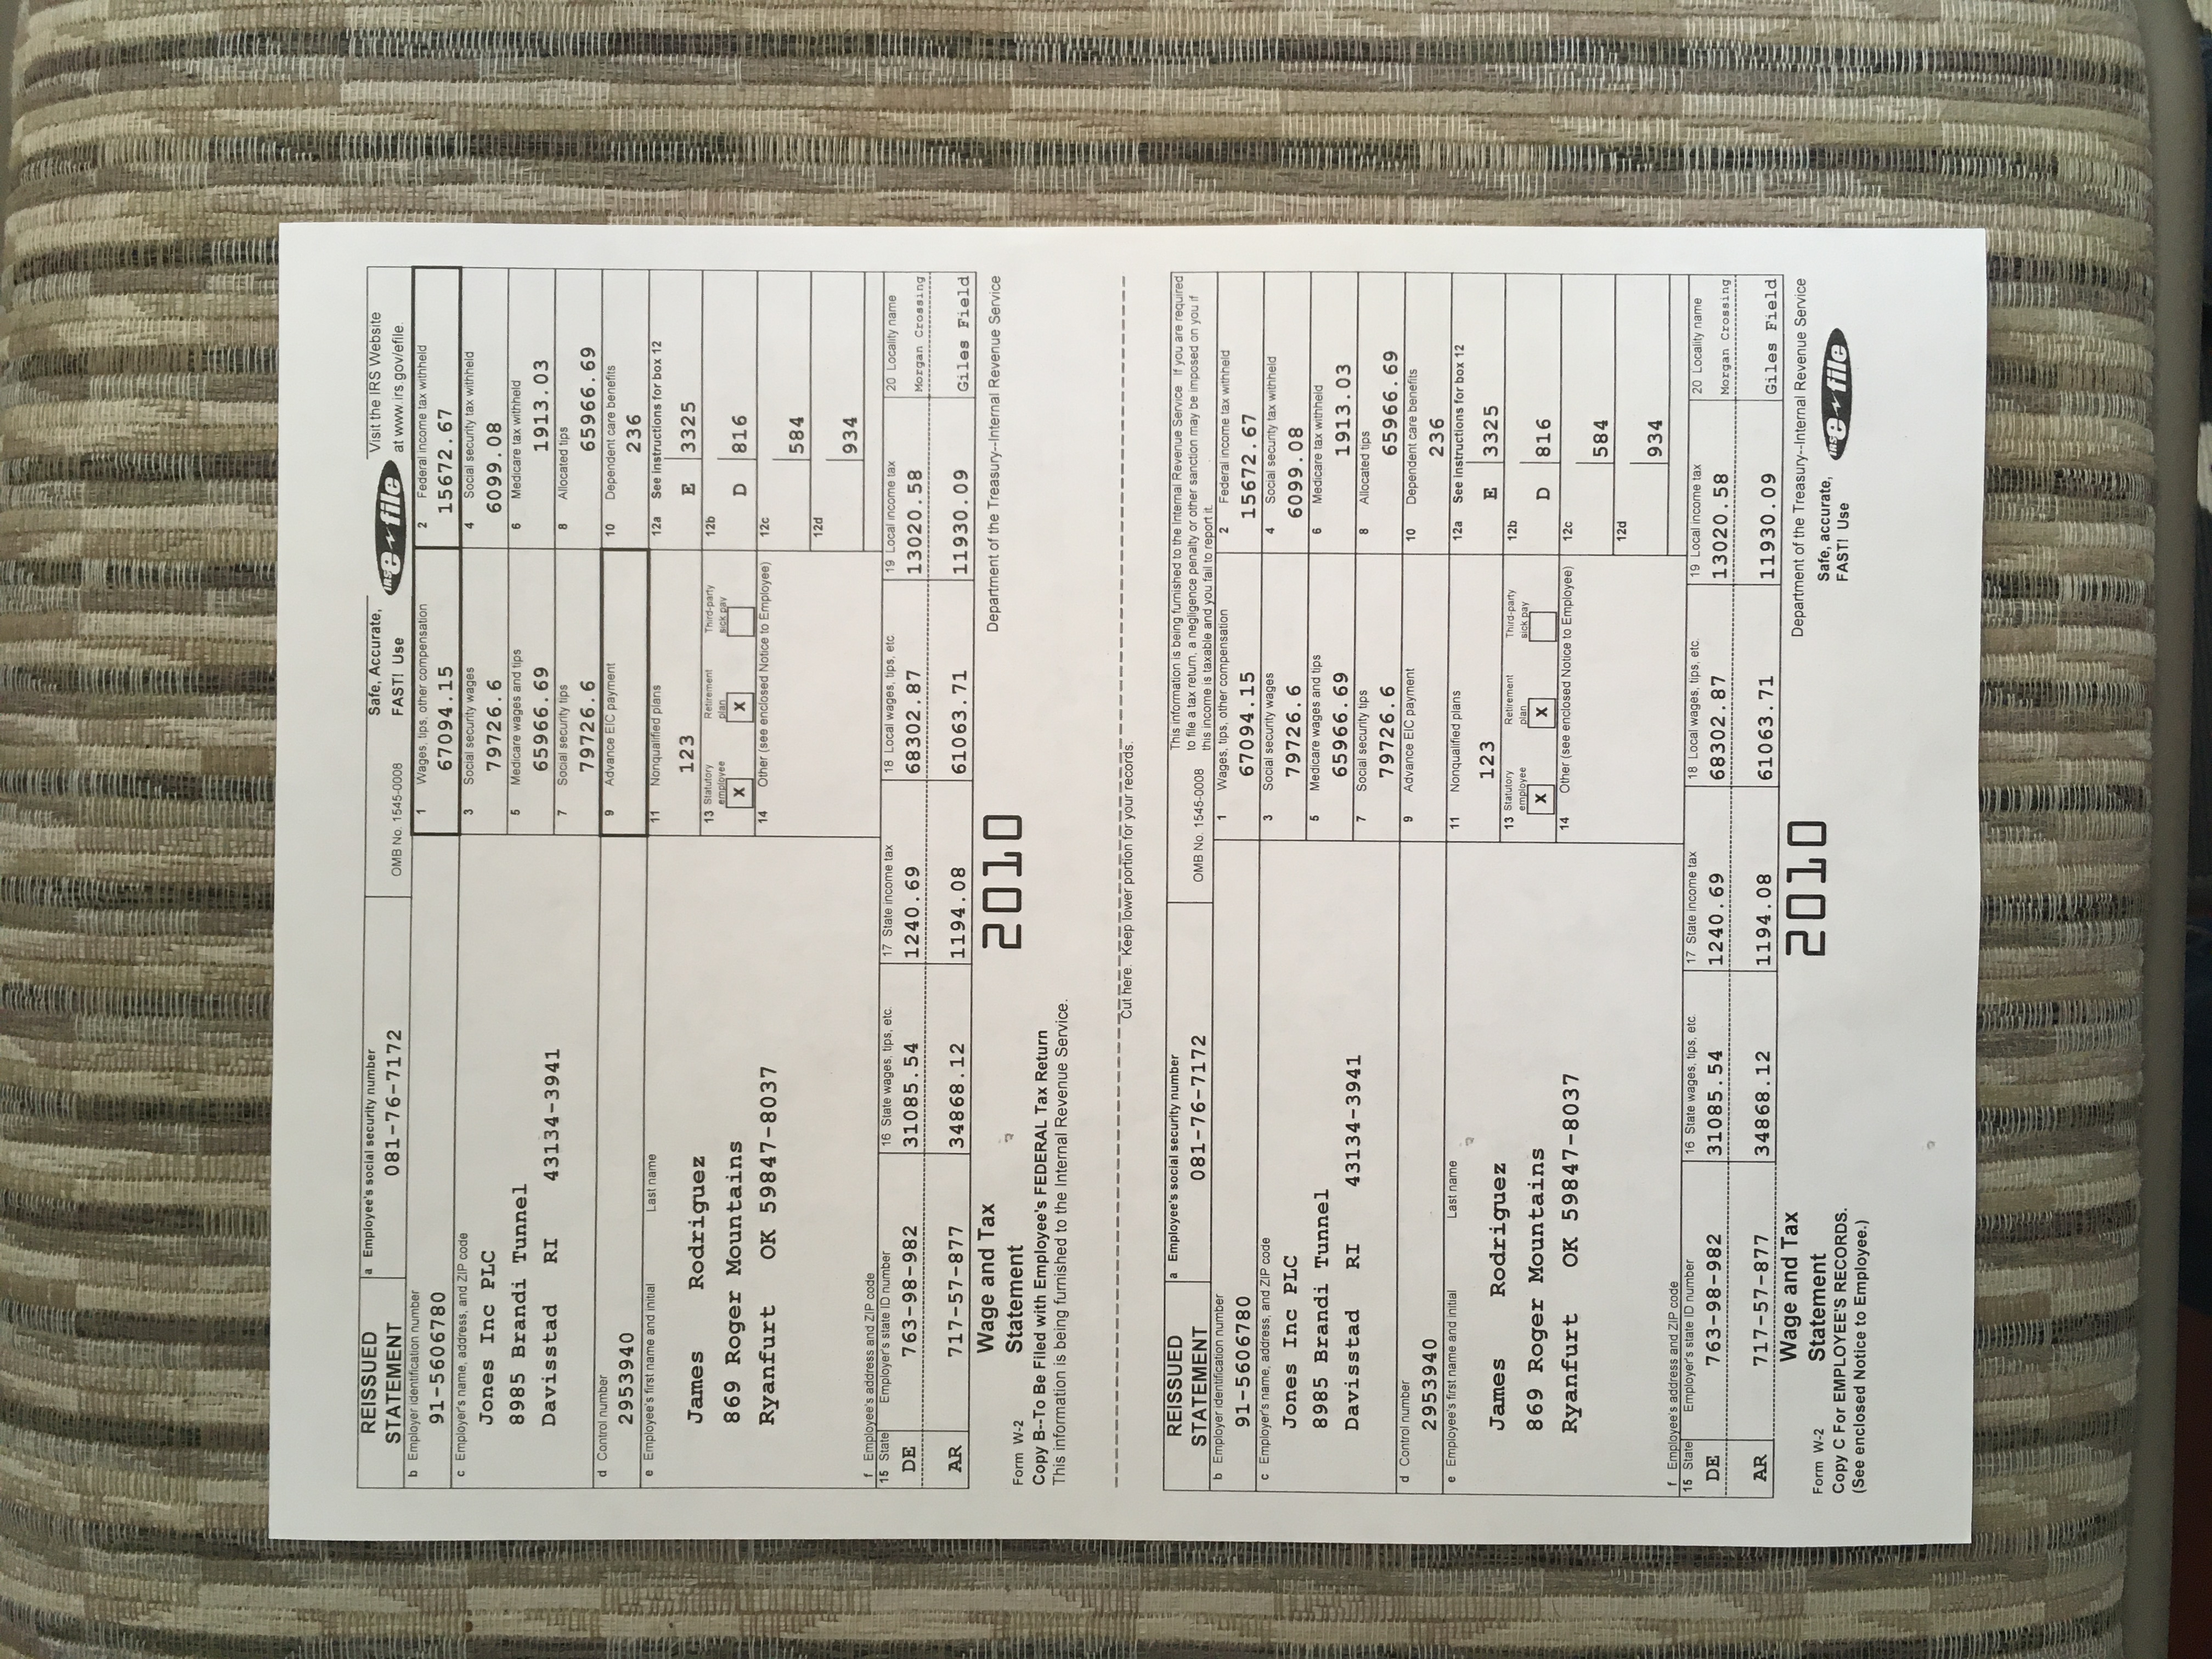 REISSUED STATEMENT
a Employee's social security number
081-76-7172
OMB No. 1545-0008
Safe, Accurate, FAST! Use
IRS e-file
Visit the IRS Website at www.irs.gov/efile.
b Employer identification number
91-5606780
1 Wages, tips, other compensation
67094.15
2 Federal income tax withheld
15672.67
c Employer's name, address, and ZIP code
Jones Inc PLC
8985 Brandi Tunnel
Davisstad RI 43134-3941
3 Social security wages
79726.6
4 Social security tax withheld
6099.08
5 Medicare wages and tips
65966.69
6 Medicare tax withheld
1913.03
7 Social security tips
79726.6
8 Allocated tips
65966.69
d Control number
2953940
9 Advance EIC payment
10 Dependent care benefits
236
e Employee's first name and initial Last name
James Rodriguez
869 Roger Mountains
Ryanfurt OK 59847-8037
f Employee's address and ZIP code
11 Nonqualified plans
123
12a See instructions for box 12
E 3325
13 Statutory employee X
Retirement plan X
Third-party sick pay
12b
D 816
14 Other (see enclosed Notice to Employee)
12c
584
12d
934
15 State Employer's state ID number 16 State wages, tips, etc. 17 State income tax 18 Local wages, tips, etc. 19 Local income tax 20 Locality name
DE 763-98-982 31085.54 1240.69 68302.87 13020.58 Morgan Crossing
AR 717-57-877 34868.12 1194.08 61063.71 11930.09 Giles Field
Form W-2 Wage and Tax Statement
2010
Department of the Treasury--Internal Revenue Service
Copy B--To Be Filed with Employee's FEDERAL Tax Return
This information is being furnished to the Internal Revenue Service.
Cut here. Keep lower portion for your records.
REISSUED STATEMENT
a Employee's social security number
081-76-7172
OMB No. 1545-0008
This information is being furnished to the Internal Revenue Service. If you are required
to file a tax return, a negligence penalty or other sanction may be imposed on you if
this income is taxable and you fail to report it.
b Employer identification number
91-5606780
1 Wages, tips, other compensation
67094.15
2 Federal income tax withheld
15672.67
c Employer's name, address, and ZIP code
Jones Inc PLC
8985 Brandi Tunnel
Davisstad RI 43134-3941
3 Social security wages
79726.6
4 Social security tax withheld
6099.08
5 Medicare wages and tips
65966.69
6 Medicare tax withheld
1913.03
7 Social security tips
79726.6
8 Allocated tips
65966.69
d Control number
2953940
9 Advance EIC payment
10 Dependent care benefits
236
e Employee's first name and initial Last name
James Rodriguez
869 Roger Mountains
Ryanfurt OK 59847-8037
f Employee's address and ZIP code
11 Nonqualified plans
123
12a See instructions for box 12
E 3325
13 Statutory employee X
Retirement plan X
Third-party sick pay
12b
D 816
14 Other (see enclosed Notice to Employee)
12c
584
12d
934
15 State Employer's state ID number 16 State wages, tips, etc. 17 State income tax 18 Local wages, tips, etc. 19 Local income tax 20 Locality name
DE 763-98-982 31085.54 1240.69 68302.87 13020.58 Morgan Crossing
AR 717-57-877 34868.12 1194.08 61063.71 11930.09 Giles Field
Form W-2 Wage and Tax Statement
2010
Department of the Treasury--Internal Revenue Service
Copy C For EMPLOYEE'S RECORDS.
(See enclosed Notice to Employee.)
Safe, accurate, FAST! Use
IRS e-file